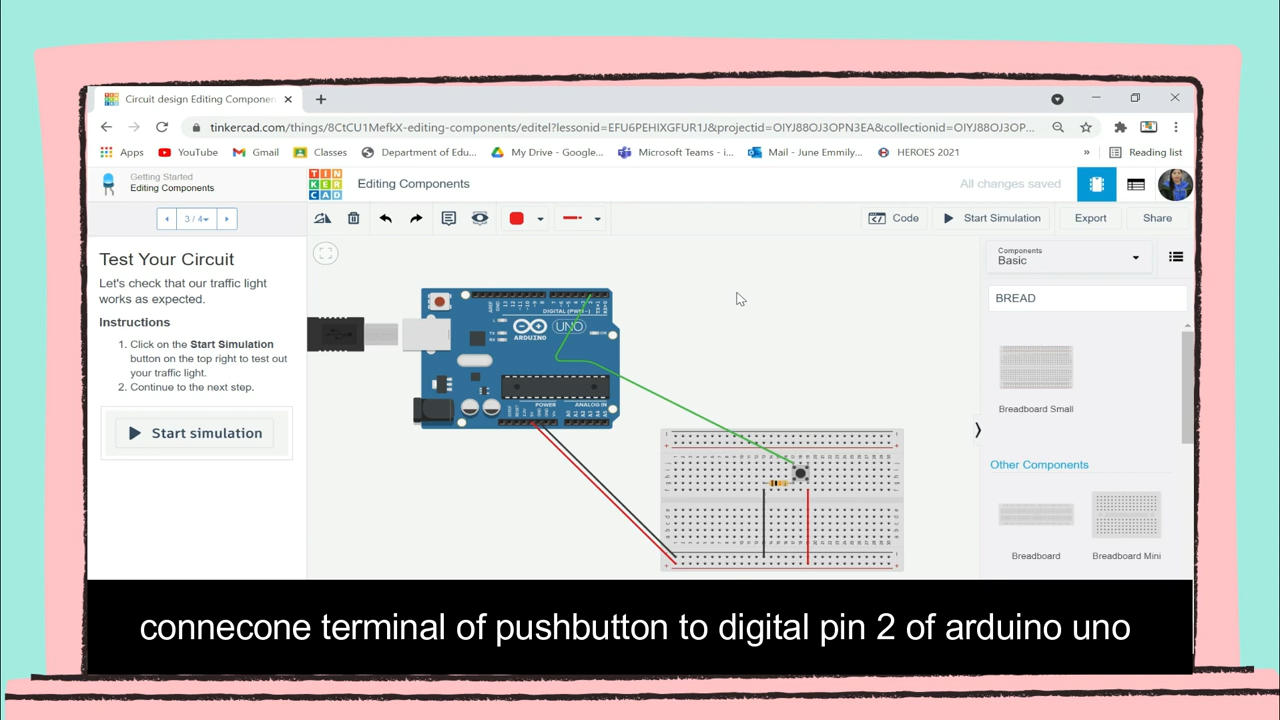 Circuit design Editing Componen
tinkercad.com/things/8CtCU1MefkX-editing-components/editel?lessonid=EFU6PEHIXGFUR1J&projectid=OIYJ88OJ3OPN3EA&collectionid=OIYJ88OJ3OP...
Apps YouTube Gmail Classes Department of Edu... My Drive - Google... Microsoft Teams - i... Mail - June Emmily... HEROES 2021 » Reading list
Getting Started
Editing Components
TINKERCAD
Editing Components
All changes saved
3 / 4
Code
Start Simulation
Export
Share
Test Your Circuit
Let's check that our traffic light
works as expected.
Instructions
1. Click on the Start Simulation
button on the top right to test out
your traffic light.
2. Continue to the next step.
Start simulation
DIGITAL (PWM~)
UNO
ARDUINO
POWER
ANALOG IN
Components
Basic
BREAD
Breadboard Small
Other Components
Breadboard
Breadboard Mini
connecone terminal of pushbutton to digital pin 2 of arduino uno